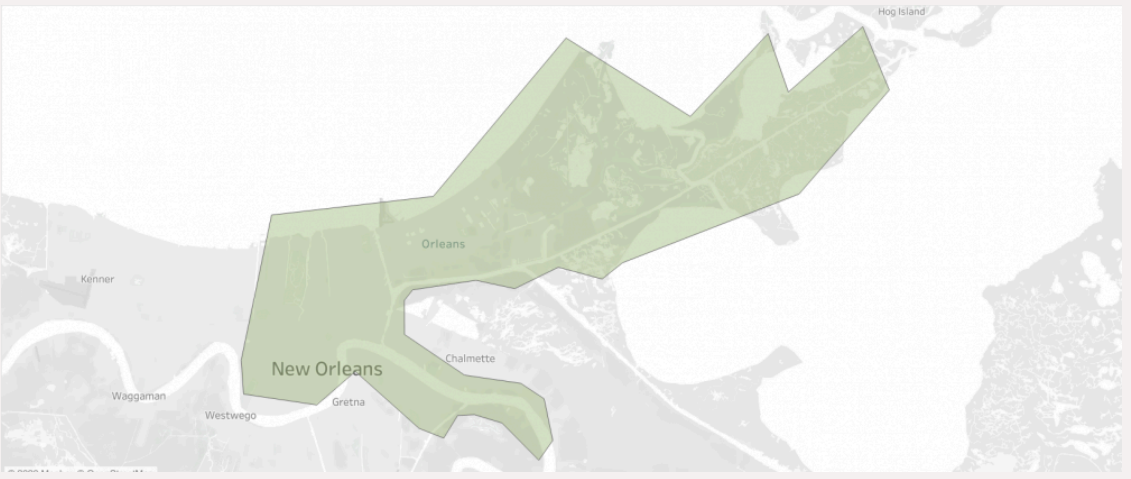 Hog Island
Orleans
Kenner
Chalmette
New Orleans
Waggaman
Gretna
Westwego